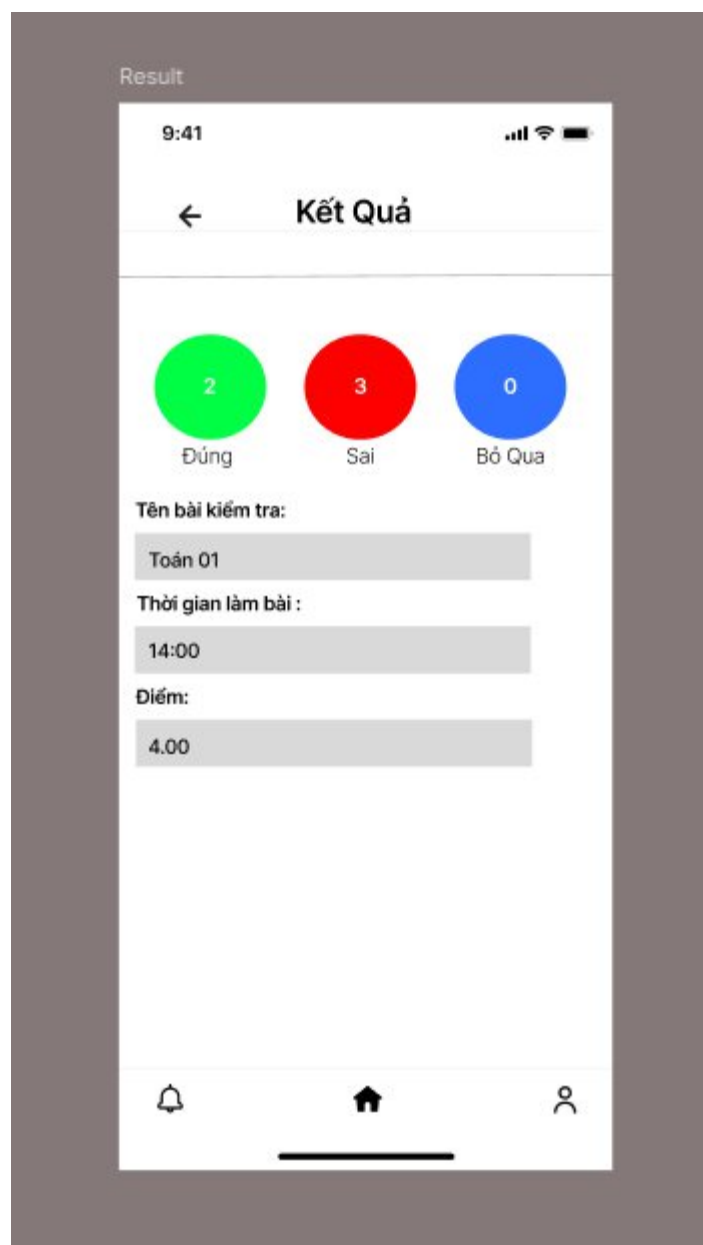 Result
9:41
Kết Quả
2 3 0
Đúng Sai Bỏ Qua
Tên bài kiểm tra:
Toán 01
Thời gian làm bài :
14:00
Điểm:
4.00